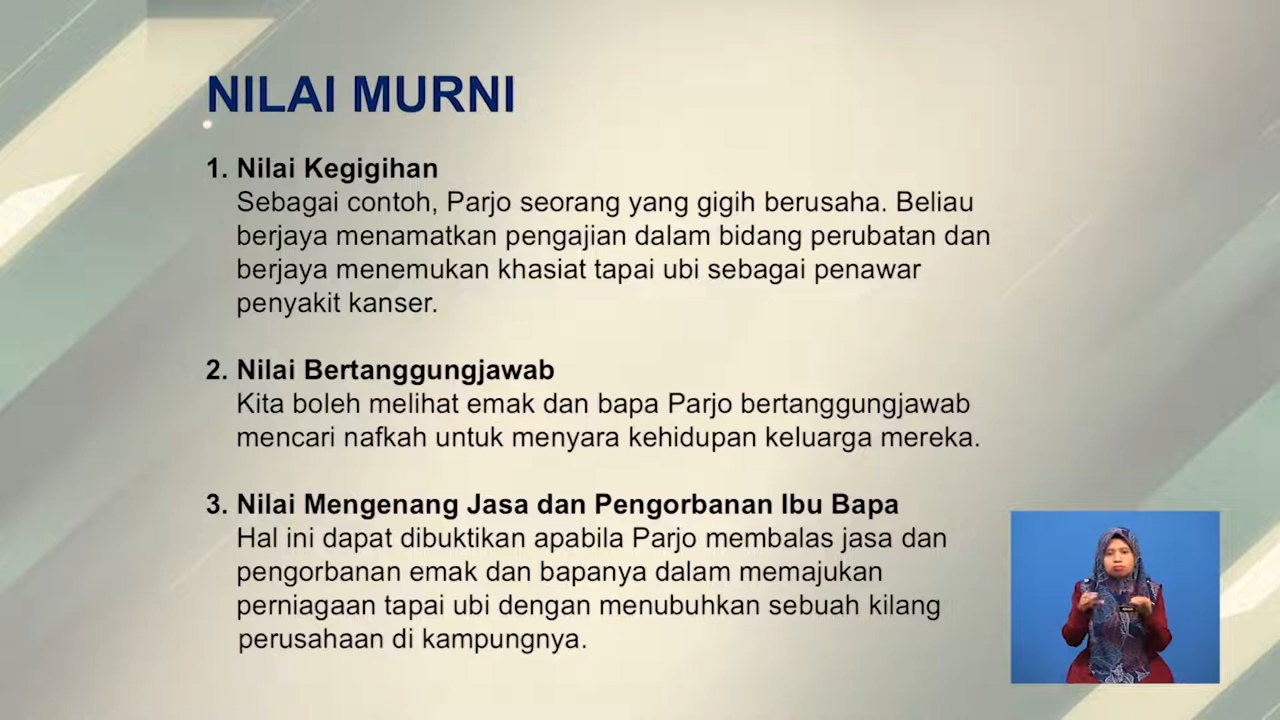 NILAI MURNI
1. Nilai Kegigihan
Sebagai contoh, Parjo seorang yang gigih berusaha. Beliau
berjaya menamatkan pengajian dalam bidang perubatan dan
berjaya menemukan khasiat tapai ubi sebagai penawar
penyakit kanser.
2. Nilai Bertanggungjawab
Kita boleh melihat emak dan bapa Parjo bertanggungjawab
mencari nafkah untuk menyara kehidupan keluarga mereka.
3. Nilai Mengenang Jasa dan Pengorbanan Ibu Bapa
Hal ini dapat dibuktikan apabila Parjo membalas jasa dan
pengorbanan emak dan bapanya dalam memajukan
perniagaan tapai ubi dengan menubuhkan sebuah kilang
perusahaan di kampungnya.